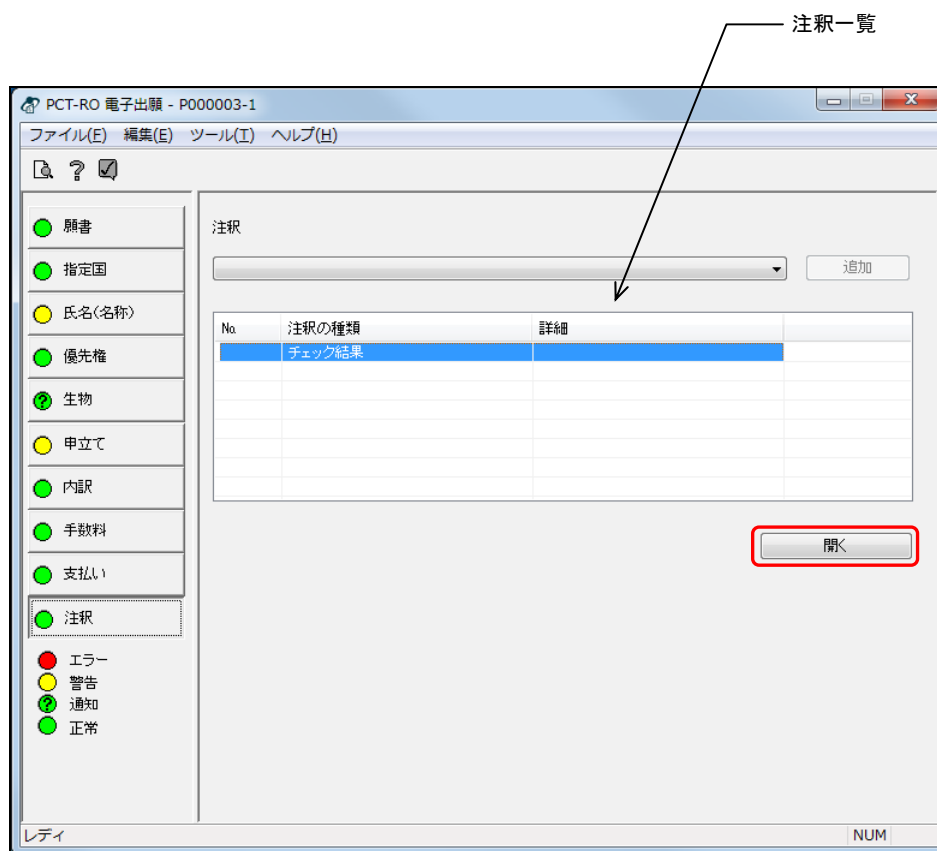 注釈一覧
PCT-RO 電子出願 - P000003-1
ファイル(F) 編集(E) ツール(T) ヘルプ(H)
願書
指定国
氏名(名称)
優先権
生物
申立て
内訳
手数料
支払い
注釈
エラー
警告
通知
正常
注釈
追加
No. 注釈の種類 詳細
チェック結果
開く
レディ NUM